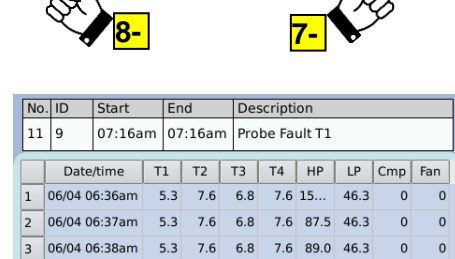 8- 7-
No. ID Start End Description
11 9 07:16am 07:16am Probe Fault T1
Date/time T1 T2 T3 T4 HP LP Cmp Fan
1 06/04 06:36am 5.3 7.6 6.8 7.6 15... 46.3 0 0
2 06/04 06:37am 5.3 7.6 6.8 7.6 87.5 46.3 0 0
3 06/04 06:38am 5.3 7.6 6.8 7.6 89.0 46.3 0 0